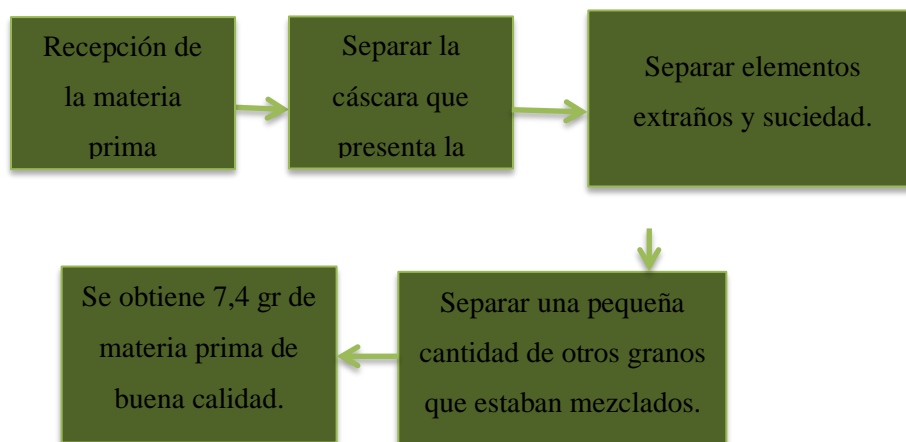 Recepción de
la materia
prima
Separar la
cáscara que
presenta la
Separar elementos
extraños y suciedad.
Separar una pequeña
cantidad de otros granos
que estaban mezclados.
Se obtiene 7,4 gr de
materia prima de
buena calidad.